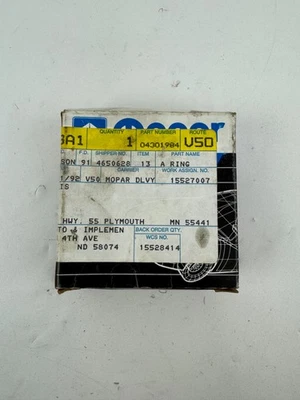 Mopar
QUANTITY PART NUMBER ROUTE
GA1 1 04301984 V50
P.O. SHIPPER NO. ITEM PART NAME
SON 91 4650628 13 A RING
CARRIER WORK ASSIGN. NO.
1/92 V50 MOPAR DLVY 15527007
IS
HWY. 55 PLYMOUTH MN 55441
TO & IMPLEMEN BACK ORDER QTY.
4TH AVE WCS NO.
ND 58074 15528414